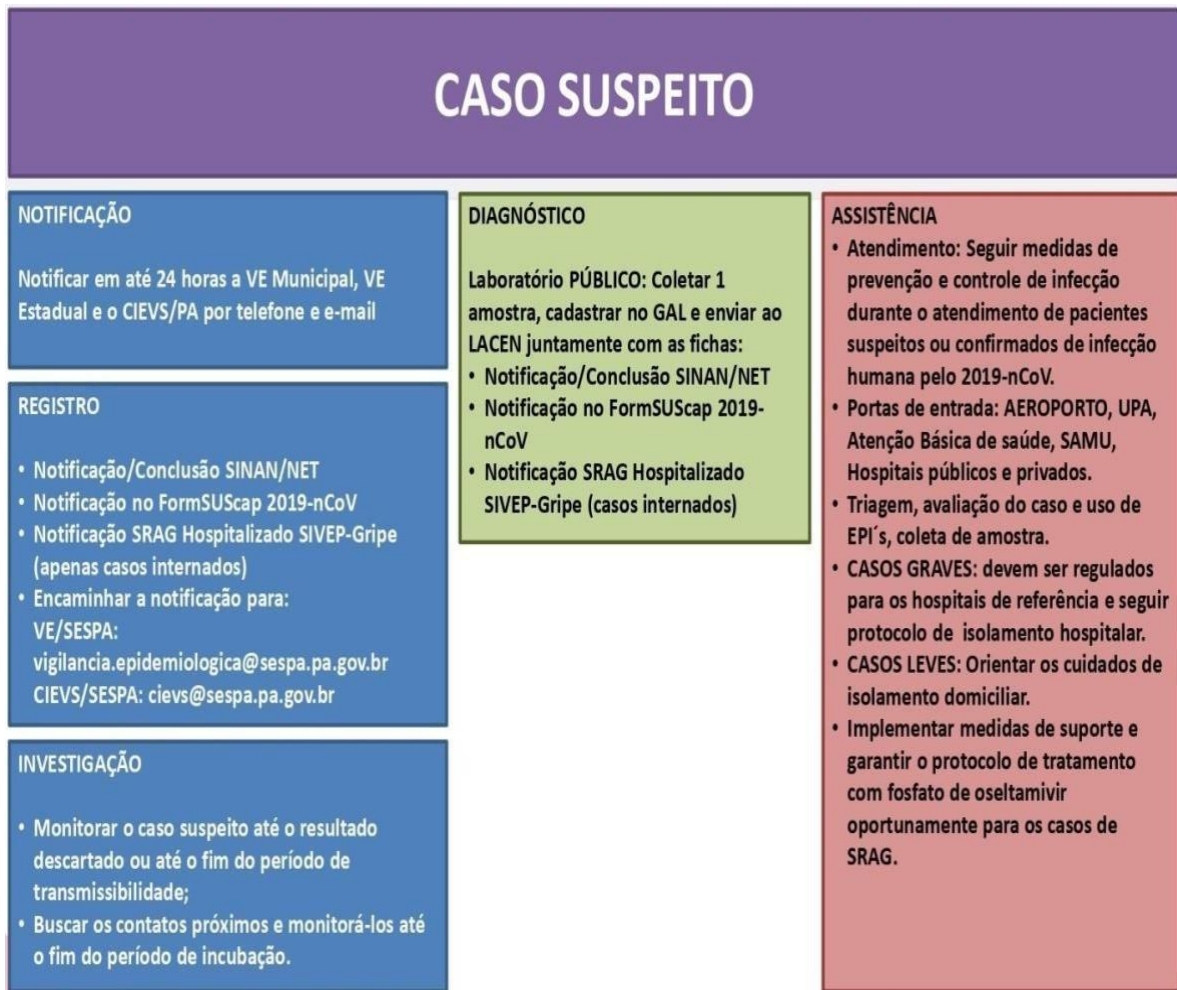 CASO SUSPEITO
NOTIFICAÇÃO
Notificar em até 24 horas a VE Municipal, VE
Estadual e o CIEVS/PA por telefone e e-mail
REGISTRO
• Notificação/Conclusão SINAN/NET
• Notificação no FormSUScap 2019-nCoV
• Notificação SRAG Hospitalizado SIVEP-Gripe
(apenas casos internados)
• Encaminhar a notificação para:
VE/SESPA:
vigilancia.epidemiologica@sespa.pa.gov.br
CIEVS/SESPA: cievs@sespa.pa.gov.br
INVESTIGAÇÃO
• Monitorar o caso suspeito até o resultado
descartado ou até o fim do período de
transmissibilidade;
• Buscar os contatos próximos e monitorá-los até
o fim do período de incubação.
DIAGNÓSTICO
Laboratório PÚBLICO: Coletar 1
amostra, cadastrar no GAL e enviar ao
LACEN juntamente com as fichas:
• Notificação/Conclusão SINAN/NET
• Notificação no FormSUScap 2019-
nCoV
• Notificação SRAG Hospitalizado
SIVEP-Gripe (casos internados)
ASSISTÊNCIA
• Atendimento: Seguir medidas de
prevenção e controle de infecção
durante o atendimento de pacientes
suspeitos ou confirmados de infecção
humana pelo 2019-nCoV.
• Portas de entrada: AEROPORTO, UPA,
Atenção Básica de saúde, SAMU,
Hospitais públicos e privados.
• Triagem, avaliação do caso e uso de
EPI´s, coleta de amostra.
• CASOS GRAVES: devem ser regulados
para os hospitais de referência e seguir
protocolo de isolamento hospitalar.
• CASOS LEVES: Orientar os cuidados de
isolamento domiciliar.
• Implementar medidas de suporte e
garantir o protocolo de tratamento
com fosfato de oseltamivir
oportunamente para os casos de
SRAG.